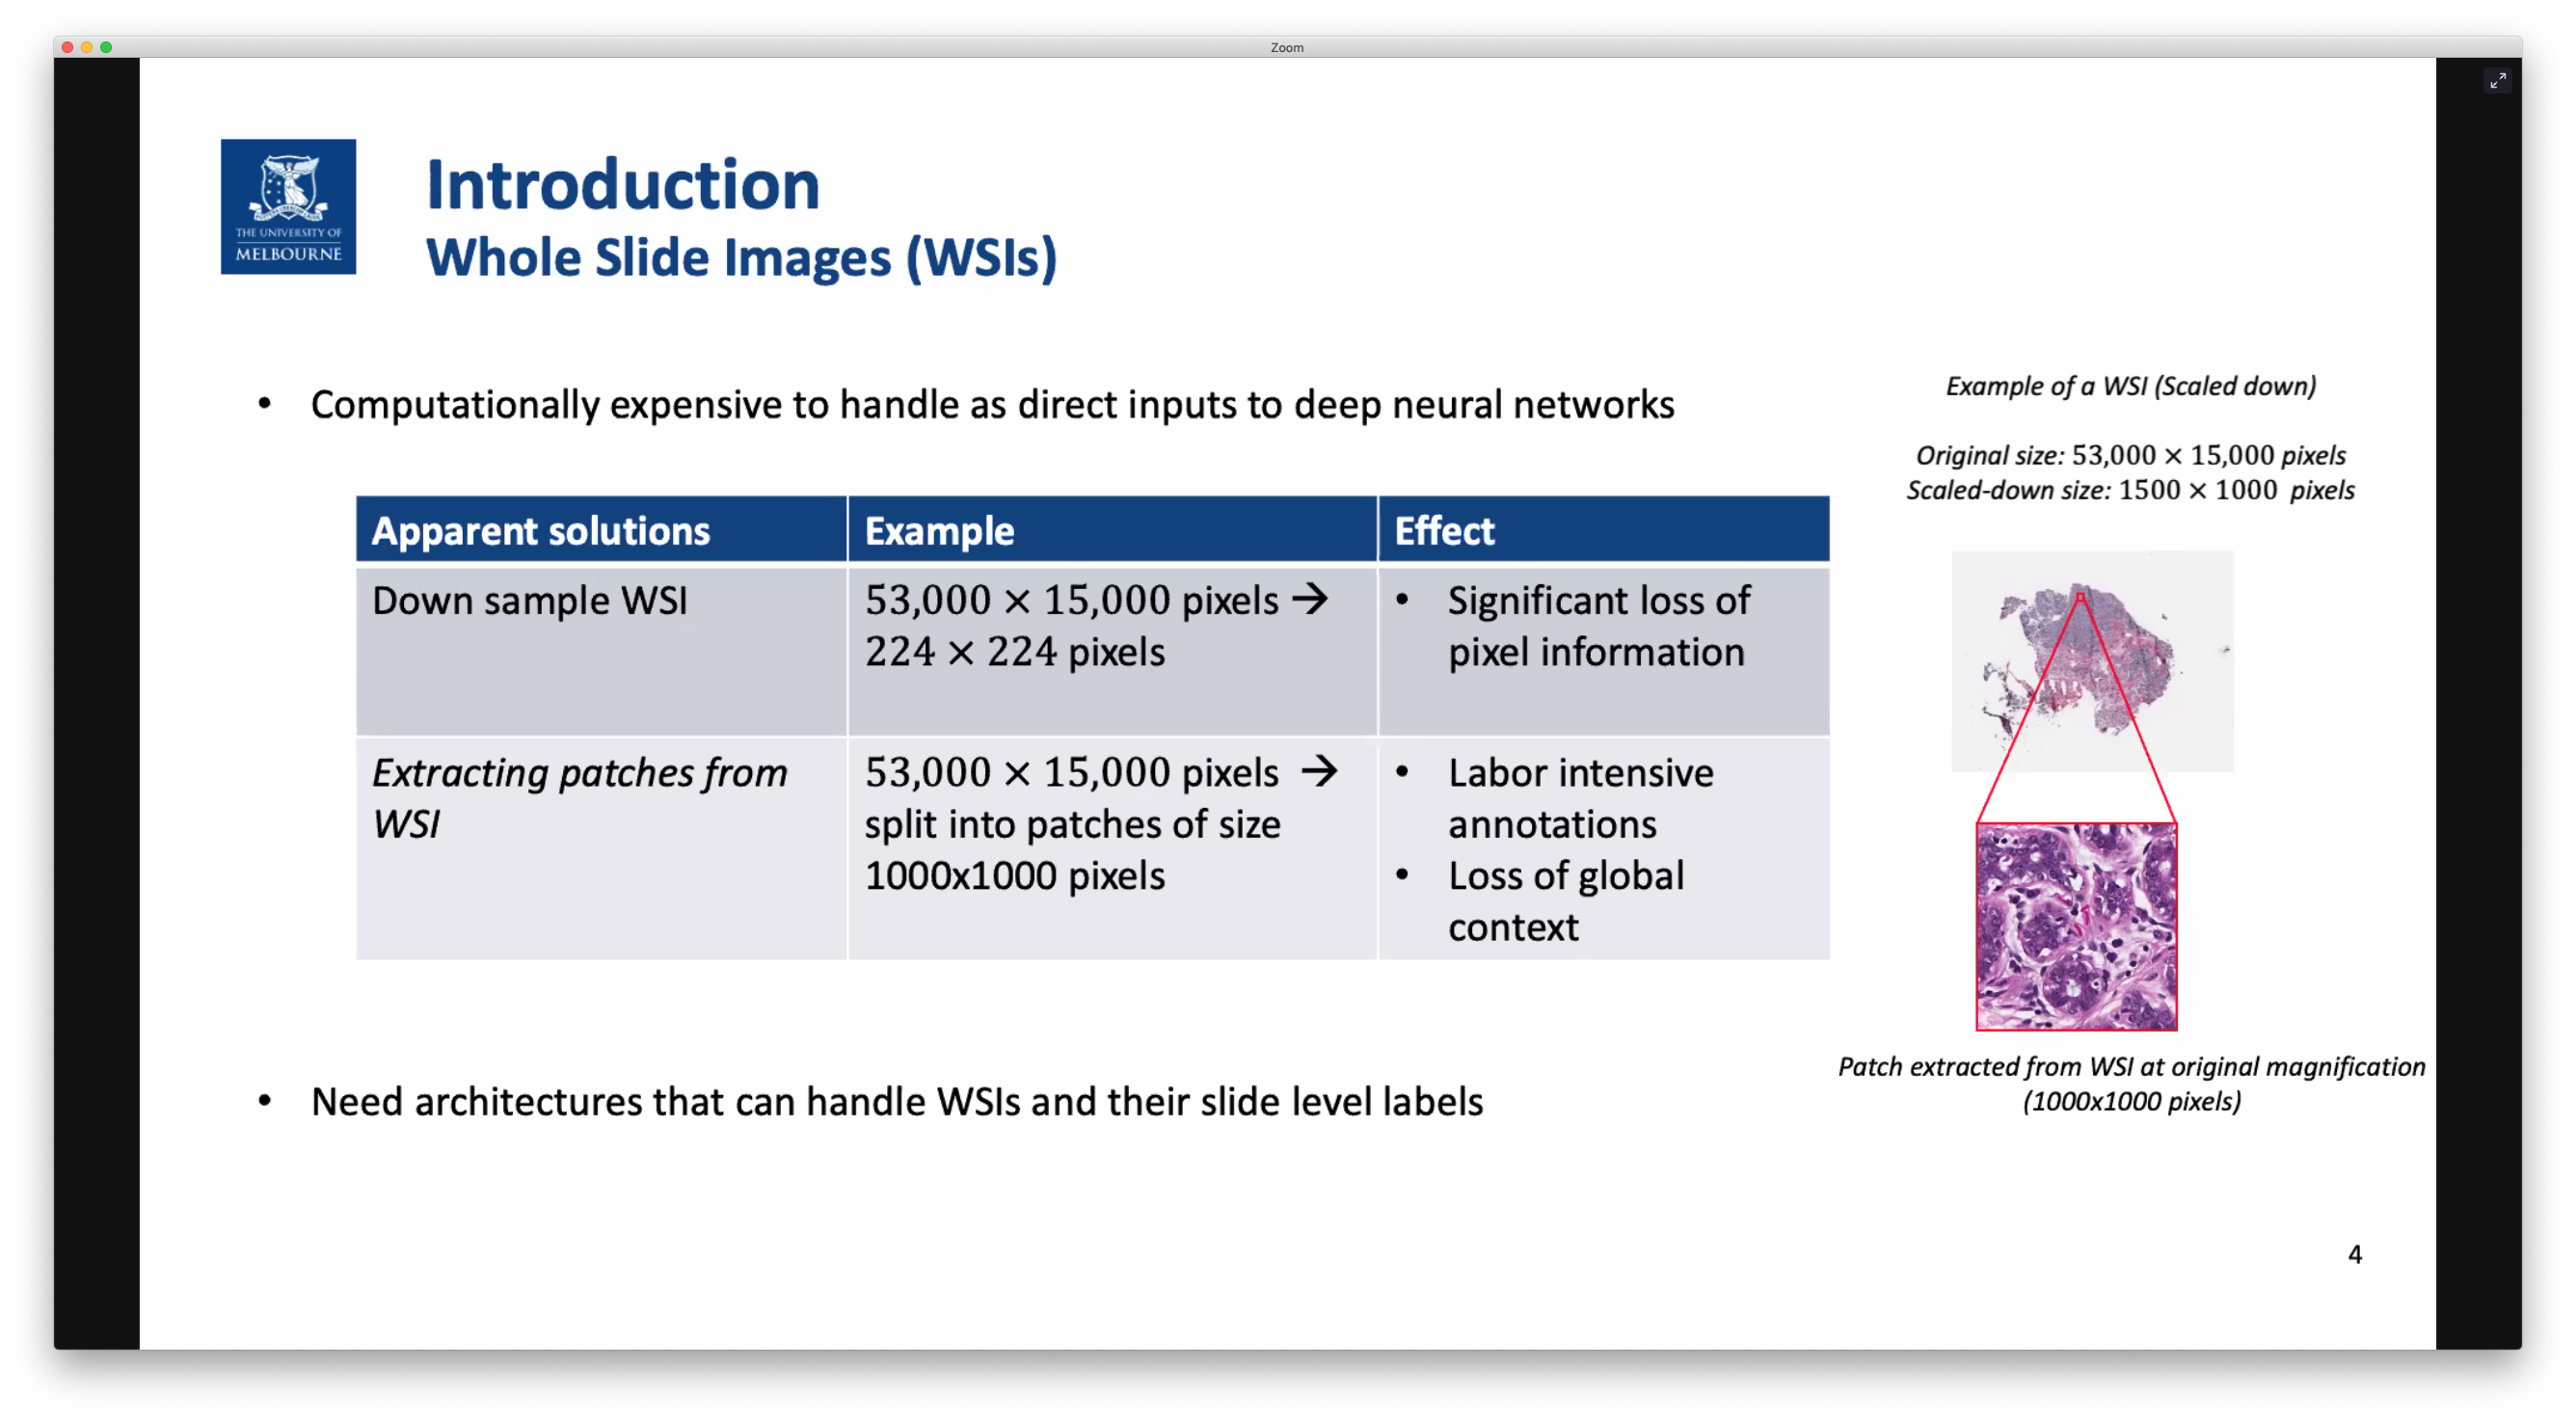 Zoom
THE UNIVERSITY OF
MELBOURNE
Introduction
Whole Slide Images (WSIs)
• Computationally expensive to handle as direct inputs to deep neural networks
Apparent solutions Example Effect
Down sample WSI
53,000 × 15,000 pixels →
224 × 224 pixels
• Significant loss of
pixel information
Extracting patches from
WSI
53,000 × 15,000 pixels →
split into patches of size
1000x1000 pixels
• Labor intensive
annotations
• Loss of global
context
• Need architectures that can handle WSIs and their slide level labels
Example of a WSI (Scaled down)
Original size: 53,000 × 15,000 pixels
Scaled-down size: 1500 × 1000 pixels
Patch extracted from WSI at original magnification
(1000x1000 pixels)
4